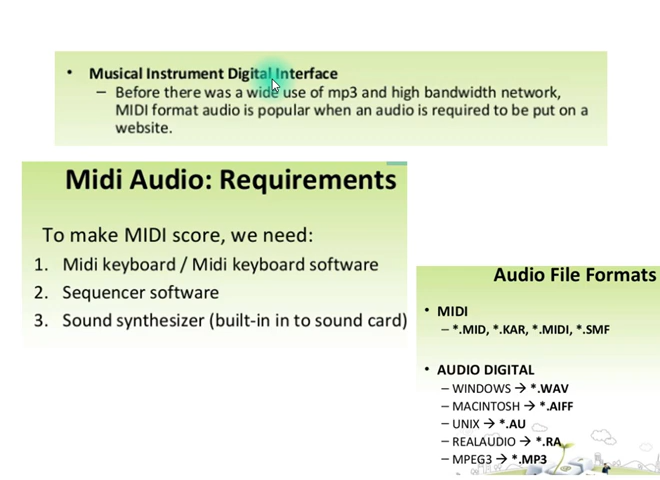 • Musical Instrument Digital Interface
– Before there was a wide use of mp3 and high bandwidth network,
MIDI format audio is popular when an audio is required to be put on a
website.
Midi Audio: Requirements
To make MIDI score, we need:
1. Midi keyboard / Midi keyboard software
2. Sequencer software
3. Sound synthesizer (built-in in to sound card)
Audio File Formats
• MIDI
– *.MID, *.KAR, *.MIDI, *.SMF
• AUDIO DIGITAL
– WINDOWS → *.WAV
– MACINTOSH → *.AIFF
– UNIX → *.AU
– REALAUDIO → *.RA
– MPEG3 → *.MP3